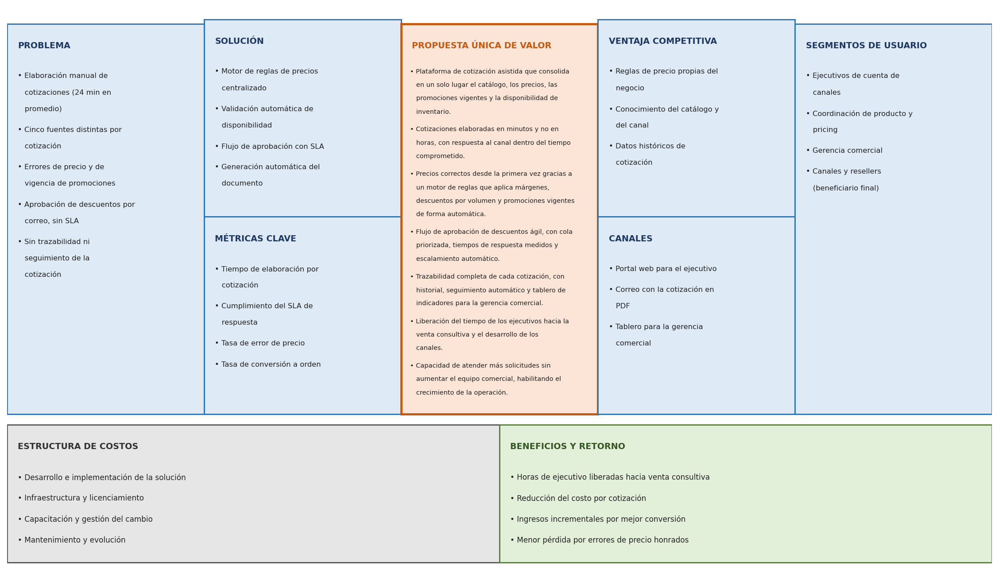 PROBLEMA
• Elaboración manual de
cotizaciones (24 min en
promedio)
• Cinco fuentes distintas por
cotización
• Errores de precio y de
vigencia de promociones
• Aprobación de descuentos por
correo, sin SLA
• Sin trazabilidad ni
seguimiento de la
cotización
SOLUCIÓN
• Motor de reglas de precios
centralizado
• Validación automática de
disponibilidad
• Flujo de aprobación con SLA
• Generación automática del
documento
MÉTRICAS CLAVE
• Tiempo de elaboración por
cotización
• Cumplimiento del SLA de
respuesta
• Tasa de error de precio
• Tasa de conversión a orden
PROPUESTA ÚNICA DE VALOR
• Plataforma de cotización asistida que consolida
en un solo lugar el catálogo, los precios, las
promociones vigentes y la disponibilidad de
inventario.
• Cotizaciones elaboradas en minutos y no en
horas, con respuesta al canal dentro del tiempo
comprometido.
• Precios correctos desde la primera vez gracias a
un motor de reglas que aplica márgenes,
descuentos por volumen y promociones vigentes
de forma automática.
• Flujo de aprobación de descuentos ágil, con cola
priorizada, tiempos de respuesta medidos y
escalamiento automático.
• Trazabilidad completa de cada cotización, con
historial, seguimiento automático y tablero de
indicadores para la gerencia comercial.
• Liberación del tiempo de los ejecutivos hacia la
venta consultiva y el desarrollo de los
canales.
• Capacidad de atender más solicitudes sin
aumentar el equipo comercial, habilitando el
crecimiento de la operación.
VENTAJA COMPETITIVA
• Reglas de precio propias del
negocio
• Conocimiento del catálogo y
del canal
• Datos históricos de
cotización
CANALES
• Portal web para el ejecutivo
• Correo con la cotización en
PDF
• Tablero para la gerencia
comercial
SEGMENTOS DE USUARIO
• Ejecutivos de cuenta de
canales
• Coordinación de producto y
pricing
• Gerencia comercial
• Canales y resellers
(beneficiario final)
ESTRUCTURA DE COSTOS
• Desarrollo e implementación de la solución
• Infraestructura y licenciamiento
• Capacitación y gestión del cambio
• Mantenimiento y evolución
BENEFICIOS Y RETORNO
• Horas de ejecutivo liberadas hacia venta consultiva
• Reducción del costo por cotización
• Ingresos incrementales por mejor conversión
• Menor pérdida por errores de precio honrados